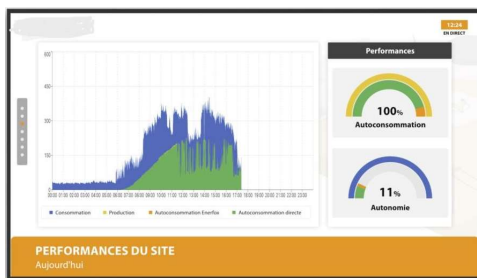 12:24
EN DIRECT
Performances
600
450
300
150
00:00 01:00 02:00 03:00 04:00 05:00 06:00 07:00 08:00 09:00 10:00 11:00 12:00 13:00 14:00 15:00 16:00 17:00 18:00 19:00 20:00 21:00 22:00 23:00
Consommation Production Autoconsommation Enerfox Autoconsommation directe
100%
Autoconsommation
11%
Autonomie
PERFORMANCES DU SITE
Aujourd'hui